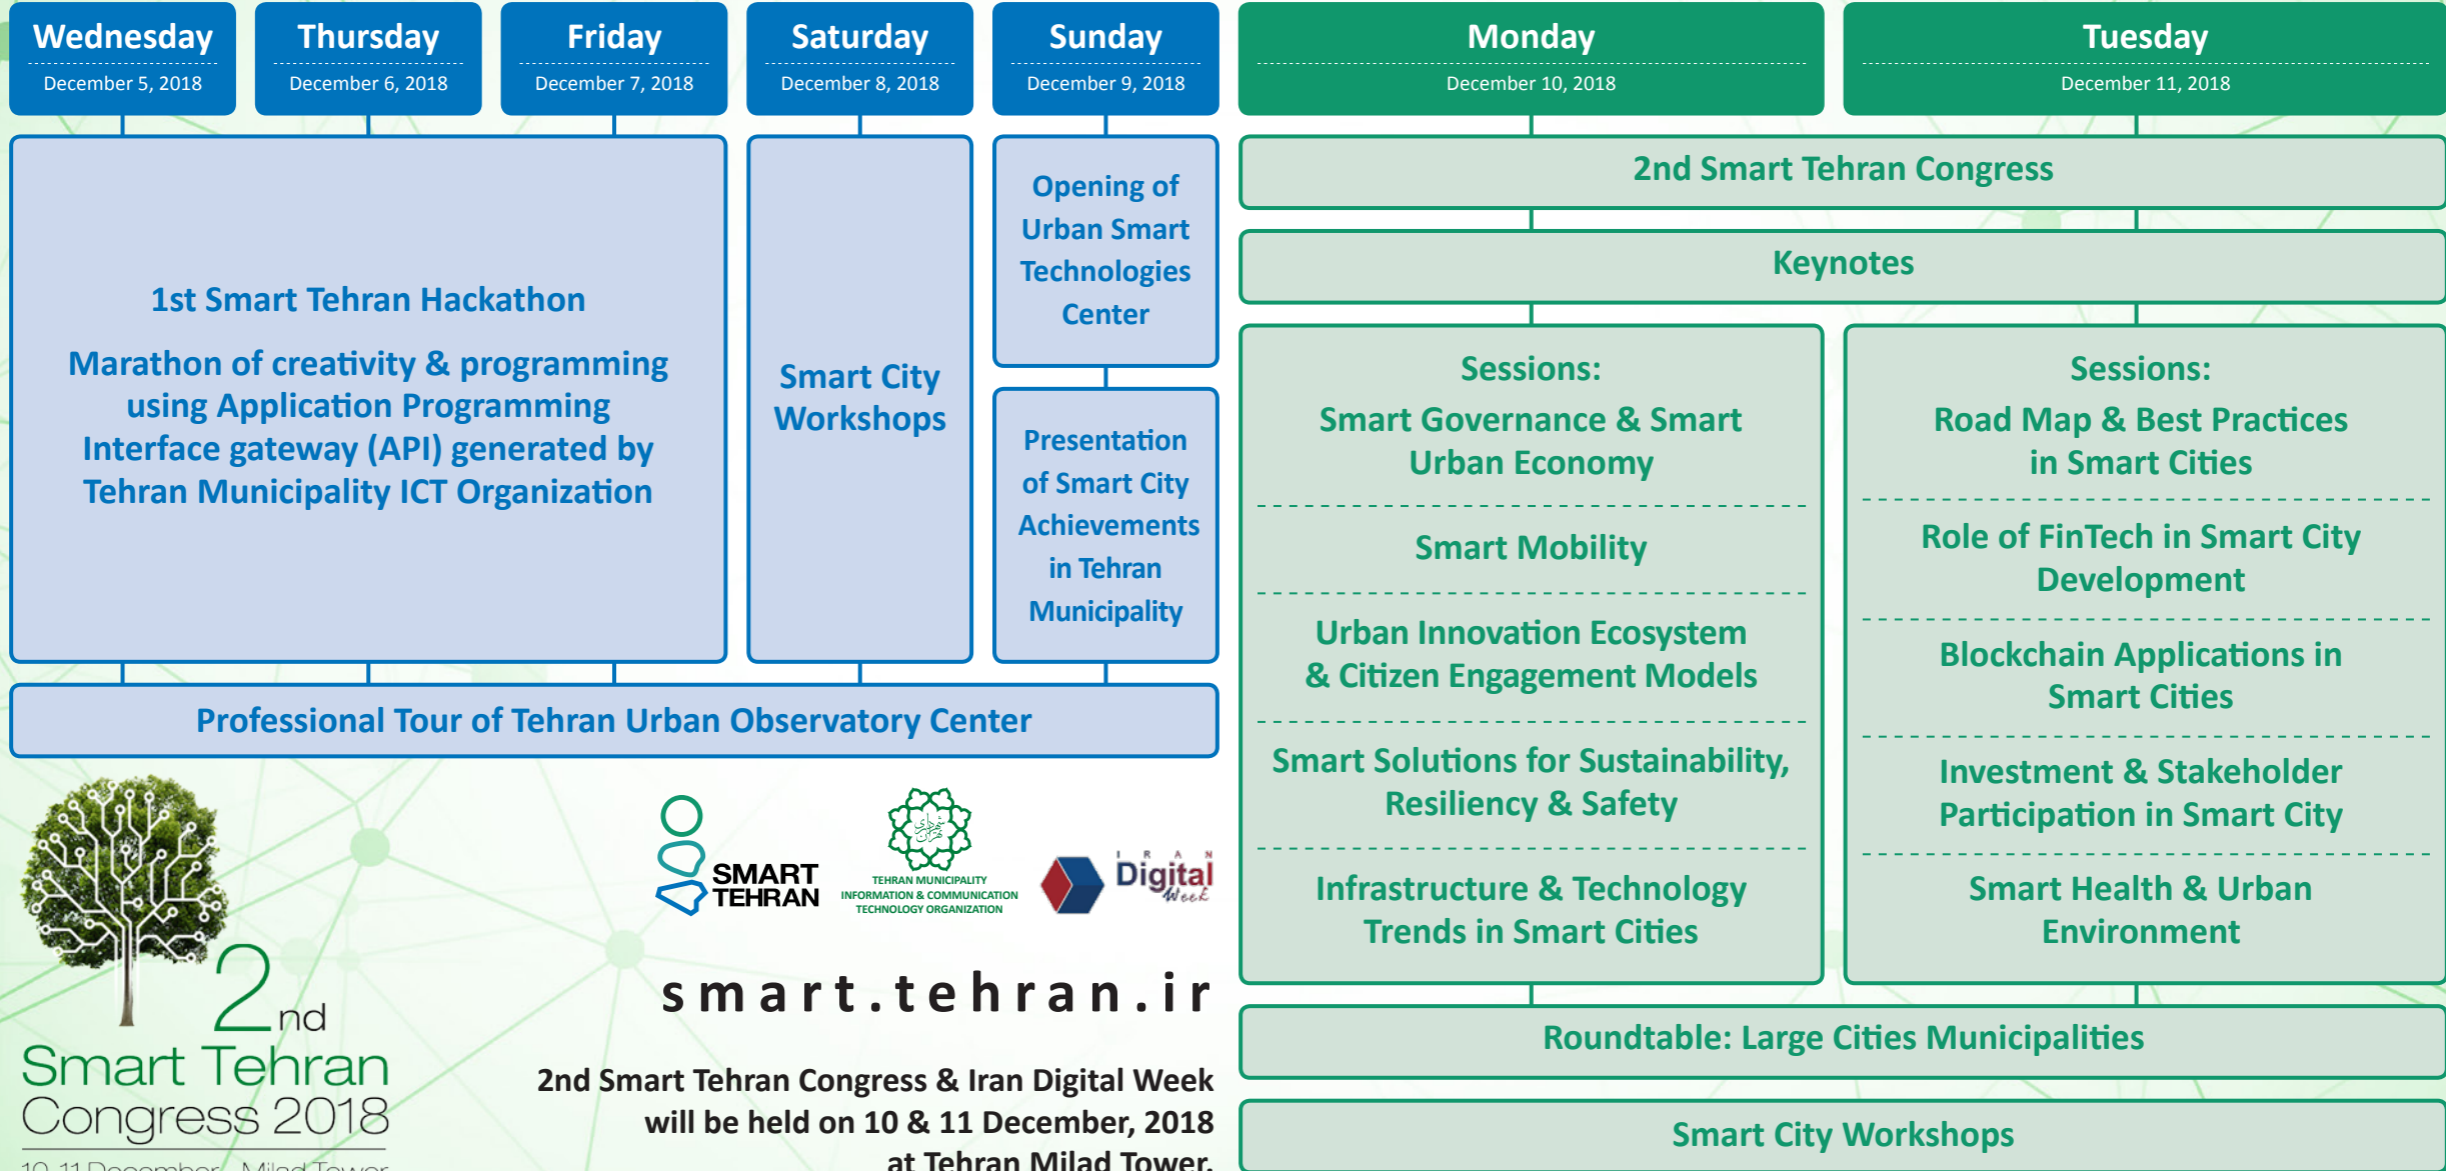 Wednesday
December 5, 2018
Thursday
December 6, 2018
Friday
December 7, 2018
Saturday
December 8, 2018
Sunday
December 9, 2018
Monday
December 10, 2018
Tuesday
December 11, 2018
1st Smart Tehran Hackathon
Marathon of creativity & programming
using Application Programming
Interface gateway (API) generated by
Tehran Municipality ICT Organization
Smart City
Workshops
Opening of
Urban Smart
Technologies
Center
Presentation
of Smart City
Achievements
in Tehran
Municipality
Professional Tour of Tehran Urban Observatory Center
2nd Smart Tehran Congress
Keynotes
Sessions:
Smart Governance & Smart
Urban Economy
Smart Mobility
Urban Innovation Ecosystem
& Citizen Engagement Models
Smart Solutions for Sustainability,
Resiliency & Safety
Infrastructure & Technology
Trends in Smart Cities
Sessions:
Road Map & Best Practices
in Smart Cities
Role of FinTech in Smart City
Development
Blockchain Applications in
Smart Cities
Investment & Stakeholder
Participation in Smart City
Smart Health & Urban
Environment
Roundtable: Large Cities Municipalities
Smart City Workshops
2nd
Smart Tehran
Congress 2018
10-11 December, Milad Tower
SMART
TEHRAN
شهرداری
تهران
TEHRAN MUNICIPALITY
INFORMATION & COMMUNICATION
TECHNOLOGY ORGANIZATION
IRAN
Digital
Week
smart.tehran.ir
2nd Smart Tehran Congress & Iran Digital Week
will be held on 10 & 11 December, 2018
at Tehran Milad Tower.